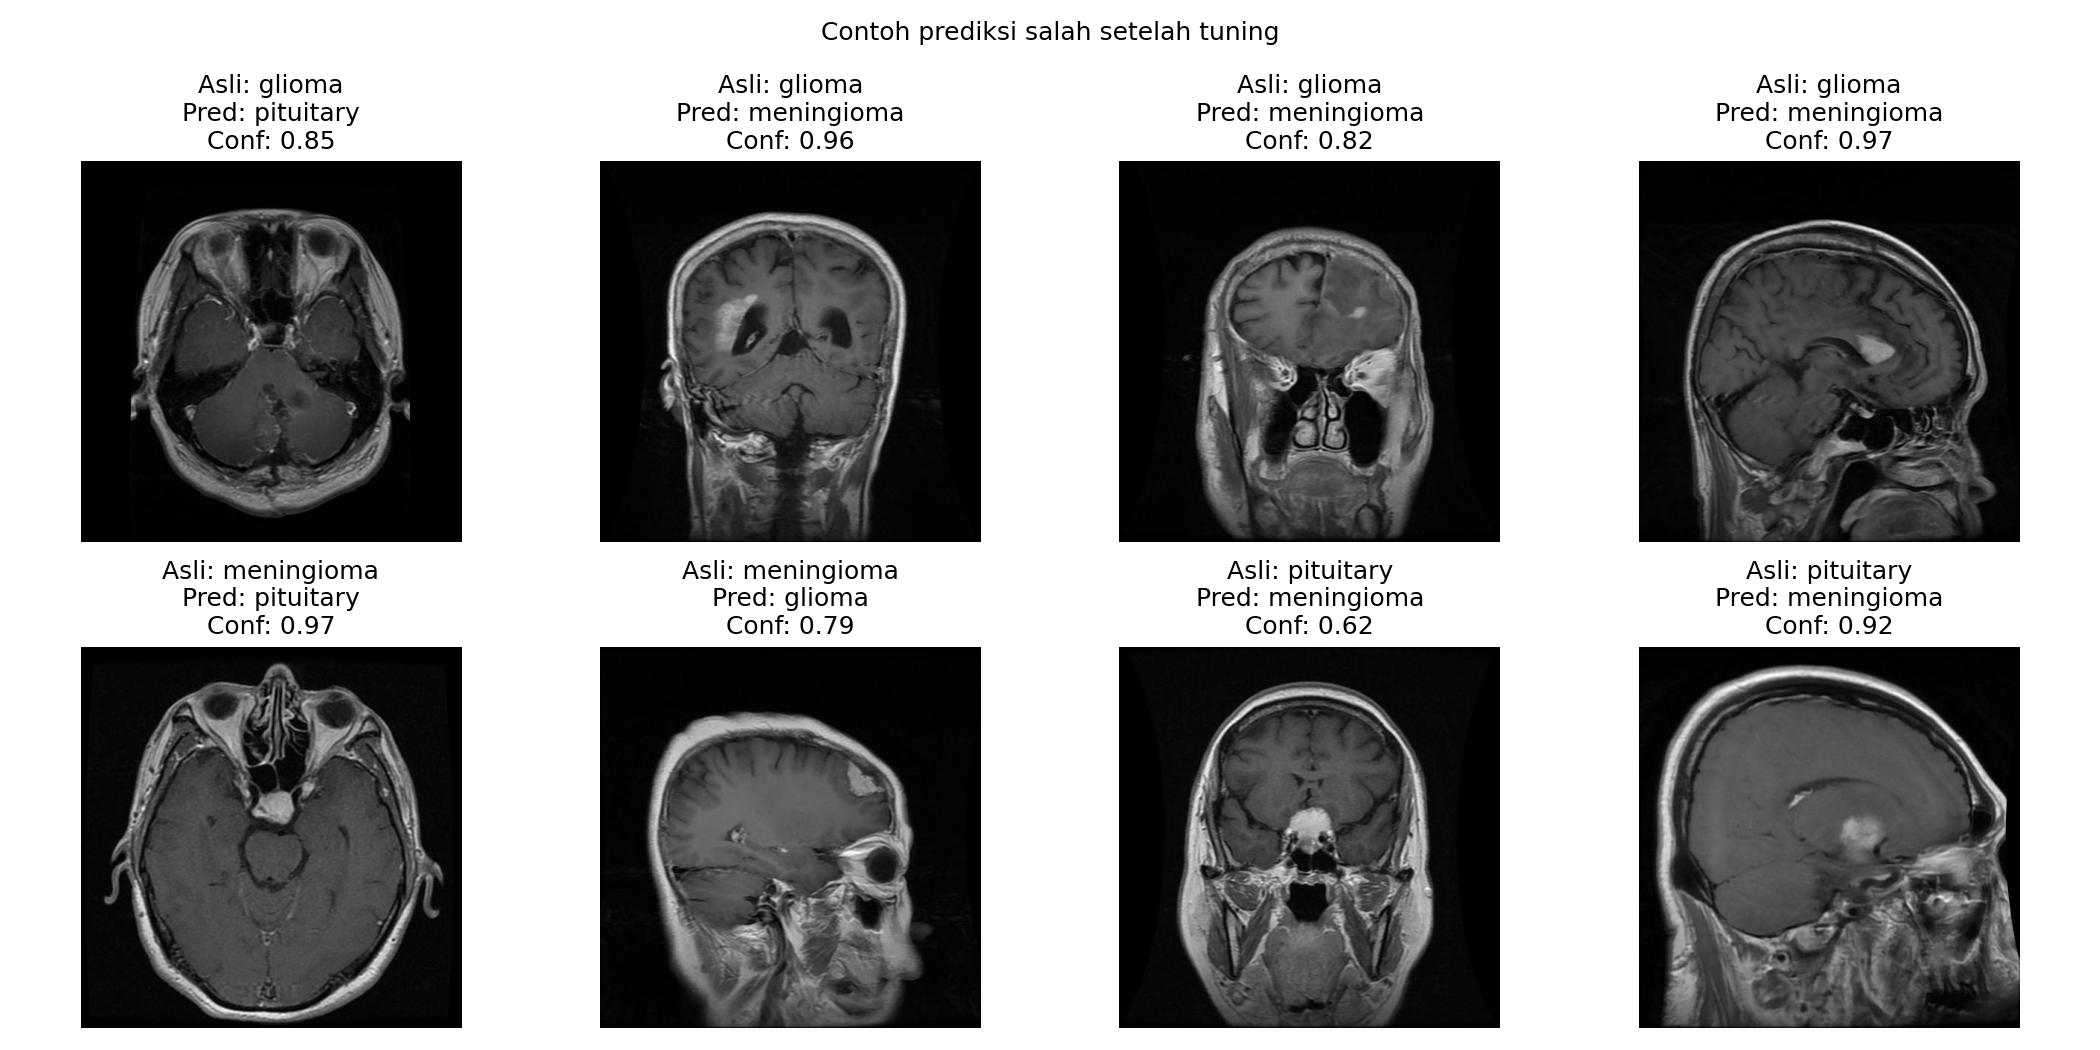 Contoh prediksi salah setelah tuning
Asli: glioma
Pred: pituitary
Conf: 0.85
Asli: glioma
Pred: meningioma
Conf: 0.96
Asli: glioma
Pred: meningioma
Conf: 0.82
Asli: glioma
Pred: meningioma
Conf: 0.97
Asli: meningioma
Pred: pituitary
Conf: 0.97
Asli: meningioma
Pred: glioma
Conf: 0.79
Asli: pituitary
Pred: meningioma
Conf: 0.62
Asli: pituitary
Pred: meningioma
Conf: 0.92